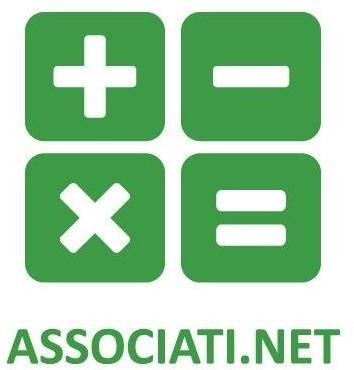 + −
× =
ASSOCIATI.NET